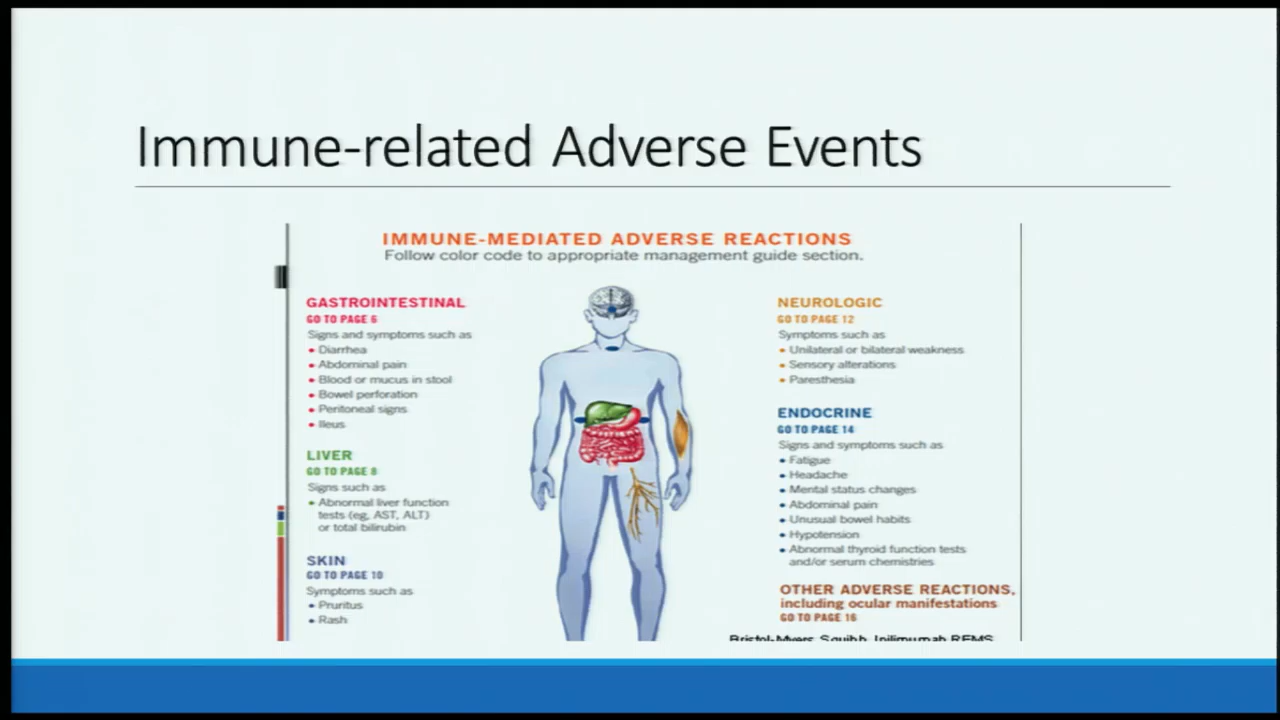 Immune-related Adverse Events
IMMUNE-MEDIATED ADVERSE REACTIONS
Follow color code to appropriate management guide section.
GASTROINTESTINAL
GO TO PAGE 6
Signs and symptoms such as
• Diarrhea
• Abdominal pain
• Blood or mucus in stool
• Bowel perforation
• Peritoneal signs
• Ileus
LIVER
GO TO PAGE 8
Signs such as
• Abnormal liver function
tests (eg, AST, ALT)
or total bilirubin
SKIN
GO TO PAGE 10
Symptoms such as
• Pruritus
• Rash
NEUROLOGIC
GO TO PAGE 12
Symptoms such as
• Unilateral or bilateral weakness
• Sensory alterations
• Paresthesia
ENDOCRINE
GO TO PAGE 14
Signs and symptoms such as
• Fatigue
• Headache
• Mental status changes
• Abdominal pain
• Unusual bowel habits
• Hypotension
• Abnormal thyroid function tests
and/or serum chemistries
OTHER ADVERSE REACTIONS,
including ocular manifestations
GO TO PAGE 16
Bristol-Myers Squibb Ipilimumab REMS